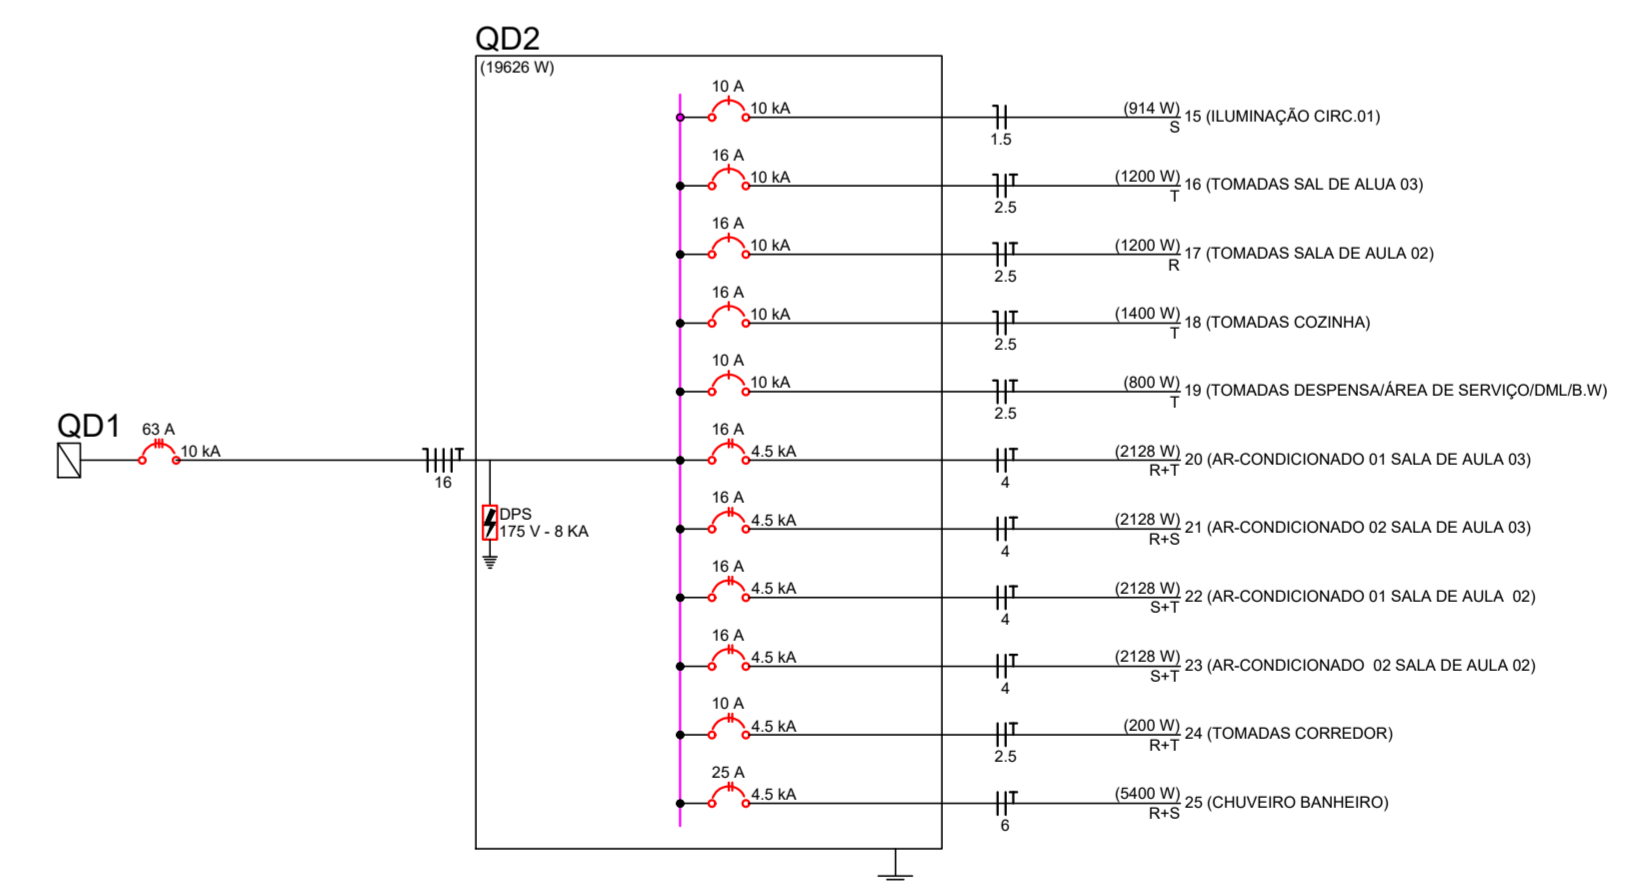 QD2
(19626 W)
10 A
10 kA
1.5
(914 W)
S
15 (ILUMINAÇÃO CIRC.01)
16 A
10 kA
T
2.5
(1200 W)
T
16 (TOMADAS SAL DE ALUA 03)
16 A
10 kA
T
2.5
(1200 W)
R
17 (TOMADAS SALA DE AULA 02)
16 A
10 kA
T
2.5
(1400 W)
T
18 (TOMADAS COZINHA)
10 A
10 kA
T
2.5
(800 W)
T
19 (TOMADAS DESPENSA/ÁREA DE SERVIÇO/DML/B.W)
QD1
63 A
10 kA
T
16
16 A
4.5 kA
T
4
(2128 W)
R+T
20 (AR-CONDICIONADO 01 SALA DE AULA 03)
DPS
175 V - 8 KA
16 A
4.5 kA
T
4
(2128 W)
R+S
21 (AR-CONDICIONADO 02 SALA DE AULA 03)
16 A
4.5 kA
T
4
(2128 W)
S+T
22 (AR-CONDICIONADO 01 SALA DE AULA  02)
16 A
4.5 kA
T
4
(2128 W)
S+T
23 (AR-CONDICIONADO  02 SALA DE AULA 02)
10 A
4.5 kA
T
2.5
(200 W)
R+T
24 (TOMADAS CORREDOR)
25 A
4.5 kA
T
6
(5400 W)
R+S
25 (CHUVEIRO BANHEIRO)